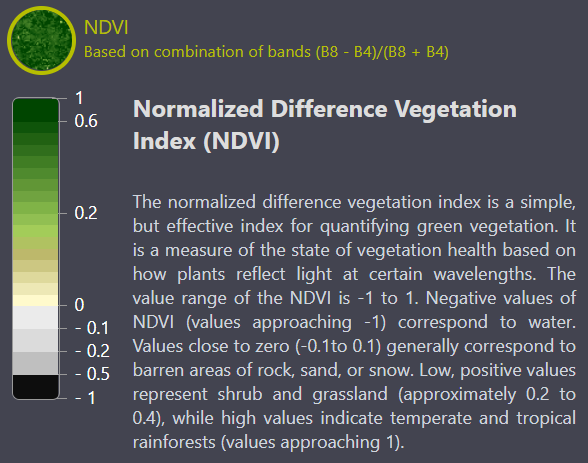 NDVI
Based on combination of bands (B8 - B4)/(B8 + B4)
1
0.6
0.2
0
- 0.1
- 0.2
- 0.5
- 1
Normalized Difference Vegetation
Index (NDVI)
The normalized difference vegetation index is a simple,
but effective index for quantifying green vegetation. It
is a measure of the state of vegetation health based on
how plants reflect light at certain wavelengths. The
value range of the NDVI is -1 to 1. Negative values of
NDVI (values approaching -1) correspond to water.
Values close to zero (-0.1to 0.1) generally correspond to
barren areas of rock, sand, or snow. Low, positive values
represent shrub and grassland (approximately 0.2 to
0.4), while high values indicate temperate and tropical
rainforests (values approaching 1).